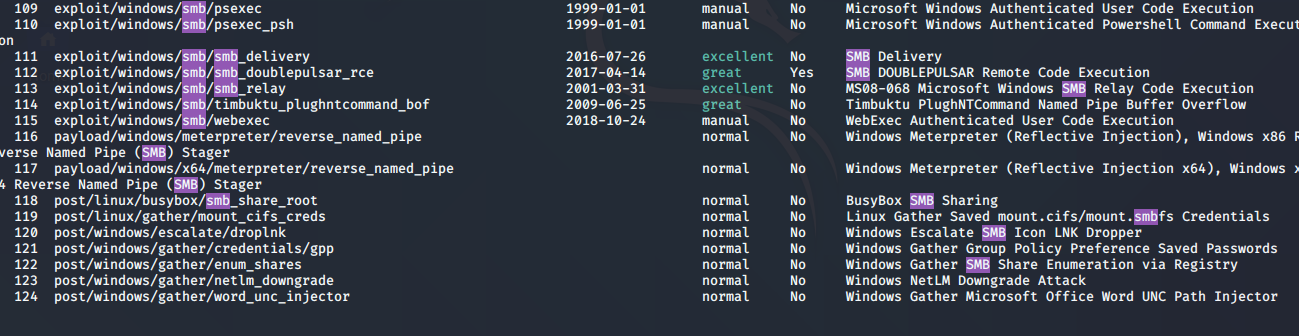 109 exploit/windows/smb/psexec 1999-01-01 manual No Microsoft Windows Authenticated User Code Execution
110 exploit/windows/smb/psexec_psh 1999-01-01 manual No Microsoft Windows Authenticated Powershell Command Execut
on
111 exploit/windows/smb/smb_delivery 2016-07-26 excellent No SMB Delivery
112 exploit/windows/smb/smb_doublepulsar_rce 2017-04-14 great Yes SMB DOUBLEPULSAR Remote Code Execution
113 exploit/windows/smb/smb_relay 2001-03-31 excellent No MS08-068 Microsoft Windows SMB Relay Code Execution
114 exploit/windows/smb/timbuktu_plughntcommand_bof 2009-06-25 great No Timbuktu PlughNTCommand Named Pipe Buffer Overflow
115 exploit/windows/smb/webexec 2018-10-24 manual No WebExec Authenticated User Code Execution
116 payload/windows/meterpreter/reverse_named_pipe normal No Windows Meterpreter (Reflective Injection), Windows x86 R
verse Named Pipe (SMB) Stager
117 payload/windows/x64/meterpreter/reverse_named_pipe normal No Windows Meterpreter (Reflective Injection x64), Windows x
4 Reverse Named Pipe (SMB) Stager
118 post/linux/busybox/smb_share_root normal No BusyBox SMB Sharing
119 post/linux/gather/mount_cifs_creds normal No Linux Gather Saved mount.cifs/mount.smbfs Credentials
120 post/windows/escalate/droplnk normal No Windows Escalate SMB Icon LNK Dropper
121 post/windows/gather/credentials/gpp normal No Windows Gather Group Policy Preference Saved Passwords
122 post/windows/gather/enum_shares normal No Windows Gather SMB Share Enumeration via Registry
123 post/windows/gather/netlm_downgrade normal No Windows NetLM Downgrade Attack
124 post/windows/gather/word_unc_injector normal No Windows Gather Microsoft Office Word UNC Path Injector